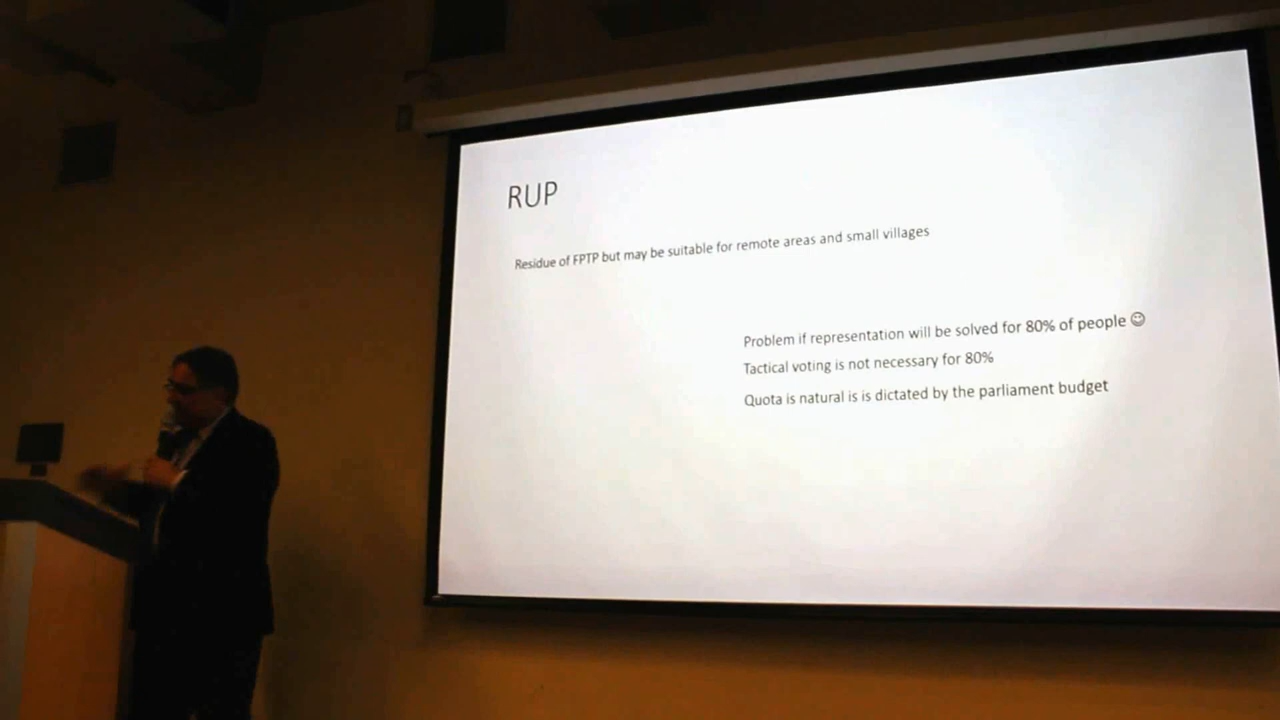 RUP
Residue of FPTP but may be suitable for remote areas and small villages
Problem if representation will be solved for 80% of people ☺
Tactical voting is not necessary for 80%
Quota is natural is is dictated by the parliament budget